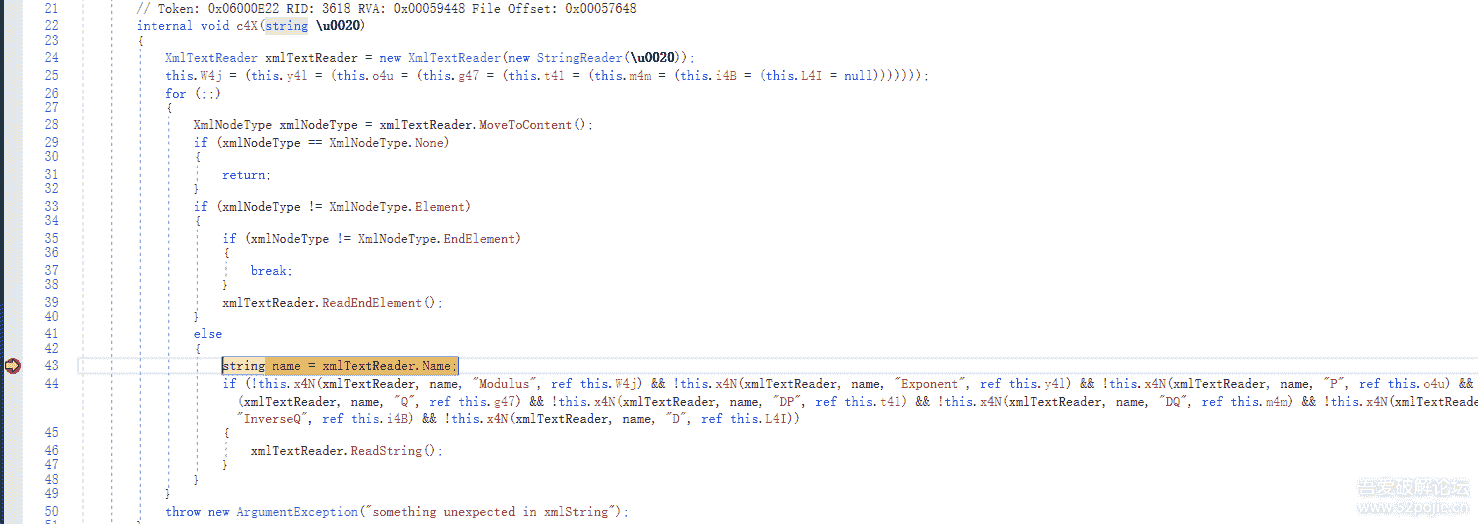 21 // Token: 0x06000E22 RID: 3618 RVA: 0x00059448 File Offset: 0x00057648
22 internal void c4X(string \u0020)
23 {
24 XmlTextReader xmlTextReader = new XmlTextReader(new StringReader(\u0020));
25 this.W4j = (this.y41 = (this.o4u = (this.g47 = (this.t41 = (this.m4m = (this.i4B = (this.L4I = null)))))));
26 for (;;)
27 {
28 XmlNodeType xmlNodeType = xmlTextReader.MoveToContent();
29 if (xmlNodeType == XmlNodeType.None)
30 {
31 return;
32 }
33 if (xmlNodeType != XmlNodeType.Element)
34 {
35 if (xmlNodeType != XmlNodeType.EndElement)
36 {
37 break;
38 }
39 xmlTextReader.ReadEndElement();
40 }
41 else
42 {
43 string name = xmlTextReader.Name;
44 if (!this.x4N(xmlTextReader, name, "Modulus", ref this.W4j) && !this.x4N(xmlTextReader, name, "Exponent", ref this.y41) && !this.x4N(xmlTextReader, name, "P", ref this.o4u) &&
(xmlTextReader, name, "Q", ref this.g47) && !this.x4N(xmlTextReader, name, "DP", ref this.t41) && !this.x4N(xmlTextReader, name, "DQ", ref this.m4m) && !this.x4N(xmlTextReade
"InverseQ", ref this.i4B) && !this.x4N(xmlTextReader, name, "D", ref this.L4I))
45 {
46 xmlTextReader.ReadString();
47 }
48 }
49 }
50 throw new ArgumentException("something unexpected in xmlString");
吾爱破解论坛
www.52pojie.cn